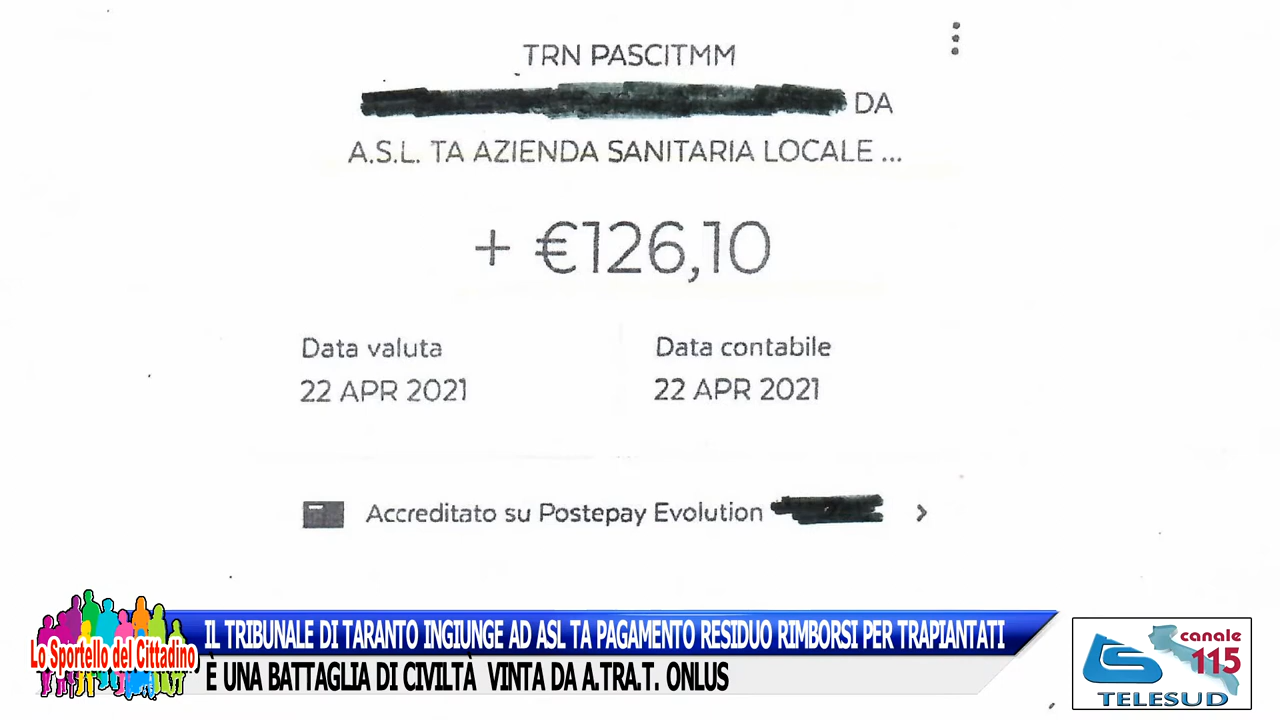 TRN PASCITMM
DA
A.S.L. TA AZIENDA SANITARIA LOCALE ...
+ €126,10
Data valuta
Data contabile
22 APR 2021
22 APR 2021
Accreditato su Postepay Evolution
Lo Sportello del Cittadino
IL TRIBUNALE DI TARANTO INGIUNGE AD ASL TA PAGAMENTO RESIDUO RIMBORSI PER TRAPIANTATI
È UNA BATTAGLIA DI CIVILTÀ VINTA DA A.TRA.T. ONLUS
canale
115
TELESUD